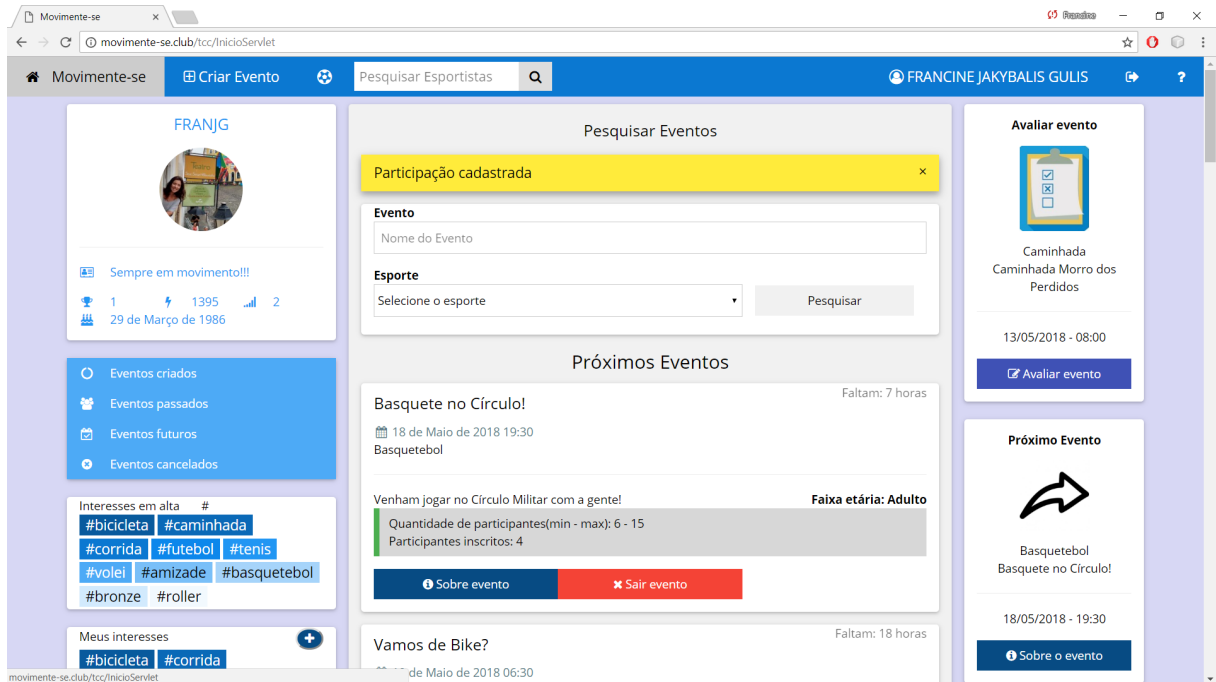 Movimente-se
Francine
movimente-se.club/tcc/InicioServlet
Movimente-se
Criar Evento
Pesquisar Esportistas
FRANCINE JAKYBALIS GULIS
?
FRANJG
Sempre em movimento!!!
1 1395 2
29 de Março de 1986
Eventos criados
Eventos passados
Eventos futuros
Eventos cancelados
Interesses em alta #
#bicicleta #caminhada
#corrida #futebol #tenis
#volei #amizade #basquetebol
#bronze #roller
Meus interesses
#bicicleta #corrida
Pesquisar Eventos
Participação cadastrada ×
Evento
Nome do Evento
Esporte
Selecione o esporte
Pesquisar
Próximos Eventos
Faltam: 7 horas
Basquete no Círculo!
18 de Maio de 2018 19:30
Basquetebol
Venham jogar no Círculo Militar com a gente! Faixa etária: Adulto
Quantidade de participantes(min - max): 6 - 15
Participantes inscritos: 4
Sobre evento
Sair evento
Faltam: 18 horas
Vamos de Bike?
de Maio de 2018 06:30
Avaliar evento
Caminhada
Caminhada Morro dos
Perdidos
13/05/2018 - 08:00
Avaliar evento
Próximo Evento
Basquetebol
Basquete no Círculo!
18/05/2018 - 19:30
Sobre o evento
movimente-se.club/tcc/InicioServlet